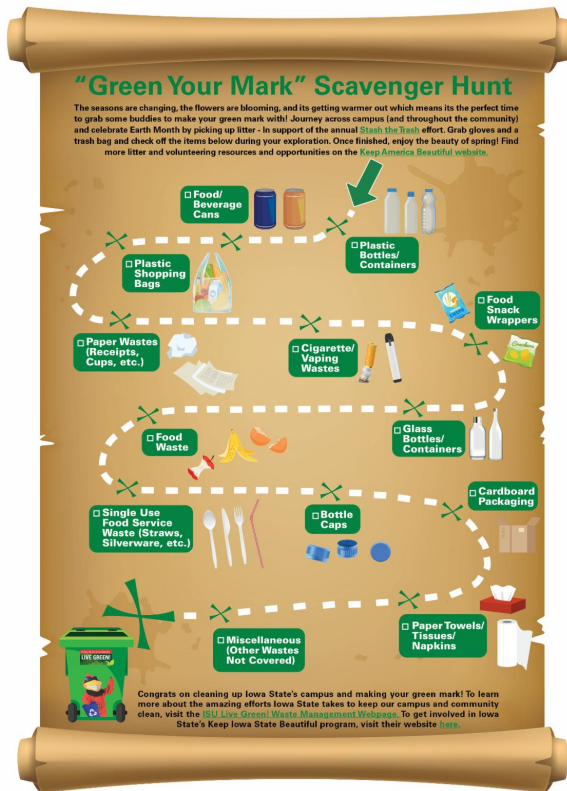 "Green Your Mark" Scavenger Hunt
The seasons are changing, the flowers are blooming, and its getting warmer out which means its the perfect time
to grab some buddies to make your green mark with! Journey across campus (and throughout the community)
and celebrate Earth Month by picking up litter - In support of the annual Stash the Trash effort. Grab gloves and a
trash bag and check off the items below during your exploration. Once finished, enjoy the beauty of spring! Find
more litter and volunteering resources and opportunities on the Keep America Beautiful website.
Food/
Beverage
Cans
Plastic
Bottles/
Containers
Plastic
Shopping
Bags
Food
Snack
Wrappers
Paper Wastes
(Receipts,
Cups, etc.)
Cigarette/
Vaping
Wastes
Crackers
Food
Waste
Glass
Bottles/
Containers
Cardboard
Packaging
Single Use
Food Service
Waste (Straws,
Silverware, etc.)
Bottle
Caps
Miscellaneous
(Other Wastes
Not Covered)
Paper Towels/
Tissues/
Napkins
LIVE GREEN!
Congrats on cleaning up Iowa State's campus and making your green mark! To learn
more about the amazing efforts Iowa State takes to keep our campus and community
clean, visit the ISU Live Green! Waste Management Webpage. To get involved in Iowa
State's Keep Iowa State Beautiful program, visit their website here.